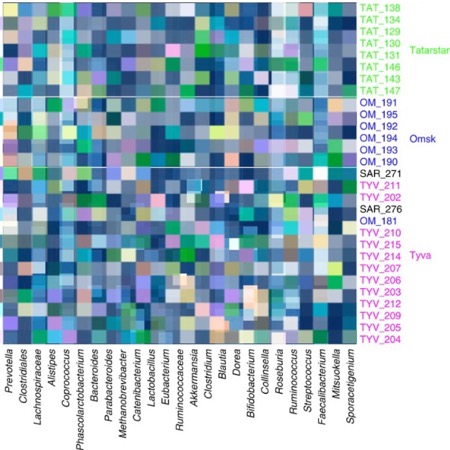 TAT_138
TAT_134
TAT_129
TAT_130
TAT_131
TAT_146
TAT_143
TAT_147
Tatarstar
OM_191
OM_195
OM_192
OM_194
OM_193
OM_190
Omsk
SAR_271
TYV_211
TYV_202
SAR_276
OM_181
TYV_210
TYV_215
TYV_214
TYV_207
TYV_206
TYV_203
TYV_212
TYV_209
TYV_205
TYV_204
Tyva
Prevotella
Clostridiales
Lachnospiraceae
Alistipes
Coprococcus
Phascolarctobacterium
Bacteroides
Parabacteroides
Methanobrevibacter
Catenibacterium
Lactobacillus
Eubacterium
Ruminococcaceae
Akkermansia
Clostridium
Blautia
Dorea
Bifidobacterium
Collinsella
Roseburia
Ruminococcus
Streptococcus
Faecalibacterium
Mitsuokella
Sporacetigenium